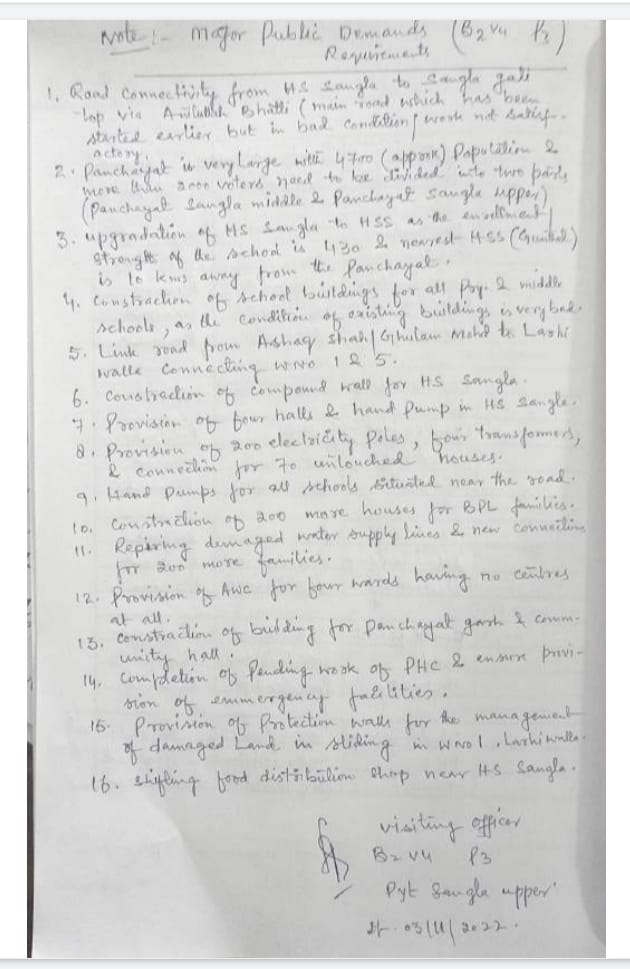 Note:- Major Public Demands (B2V4 P3)
Requirements
1. Road Connectivity from HS Sangla to Sangla gali
top via Bhatti (main road which has been
started earlier but in bad condition/work not satisf-
actory.
2. Panchayat is very large with 4700 (approx) Population &
more than 2000 voters, need to be divided into two parts
(Panchayat Sangla middle & Panchayat Sangla upper)
3. upgradation of HS Sangla to HSS as the enrollment/
strength of the school is 430 & nearest HSS
is 10 kms away from the Panchayat.
4. Construction of school buildings for all Pry. & middle
schools, as the condition of existing buildings is very bad.
5. Link road from Ashaq Shah/Ghulam Mohd to Lashi
walla Connecting W.No 1 & 5.
6. Construction of compound wall for HS Sangla.
7. Provision of four halls & hand Pump in HS Sangla.
8. Provision of 200 electricity Poles, four transformers,
& connection for 70 untouched houses.
9. Hand Pumps for all schools situated near the road.
10. Construction of 200 more houses for BPL families.
11. Repiring damaged water supply lines & new connection
for 200 more families.
12. Provision of AWC for four wards having no centres
at all.
13. Construction of building for Panchayat garh & comm-
unity hall.
14. Completion of Pending work of PHC & ensure provi-
sion of emmergency facilities.
15. Provision of Protection walls for the management
of damaged Land in sliding in W No 1, Lashi walla.
16. Shifting food distribution shop near HS Sangla.
visiting officer
B2V4 P3
Pyt Sangla upper
03/11/2022.